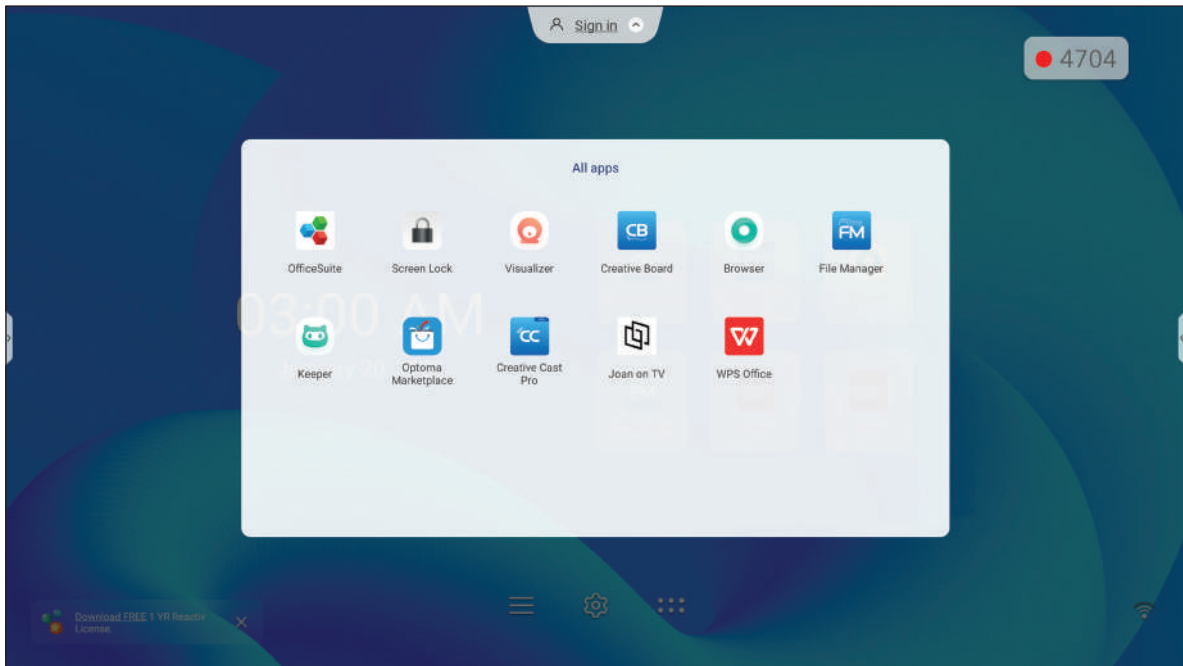 Sign in
4704
All apps
OfficeSuite
Screen Lock
Visualizer
CB
Creative Board
Browser
FM
File Manager
03:00 AM
Keeper
Optoma
Marketplace
CC
Creative Cast
Pro
Joan on TV
WPS Office
Download FREE 1 YR Reactiv
License